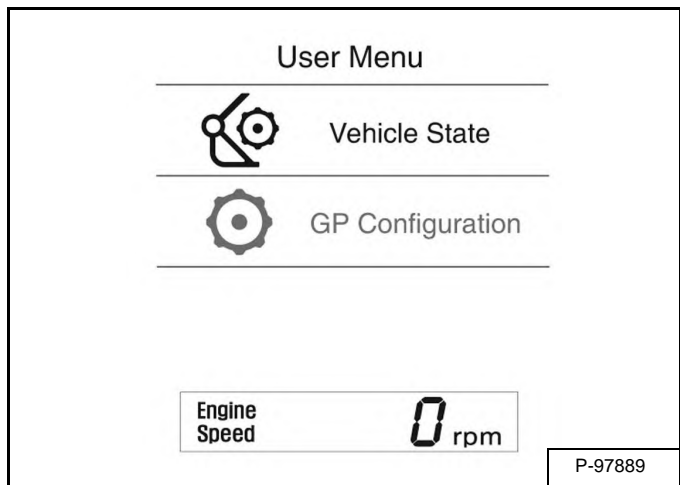 User Menu
Vehicle State
GP Configuration
Engine
Speed
0 rpm
P-97889